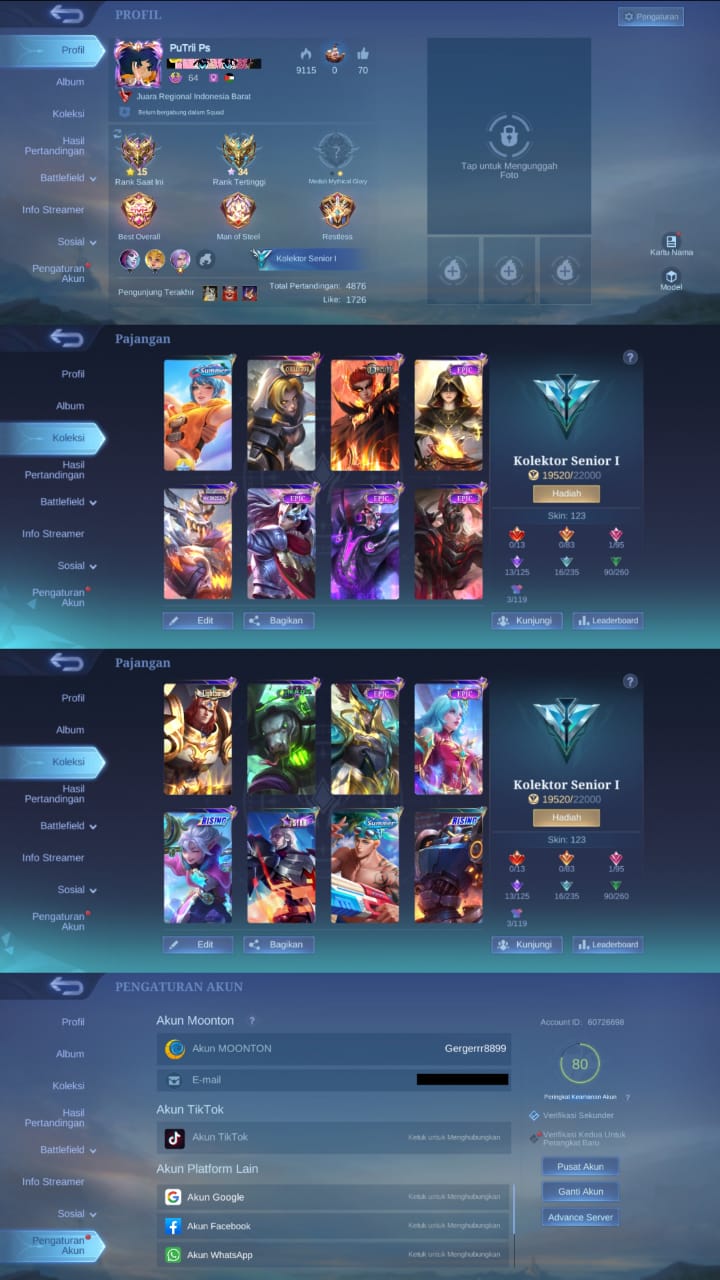 PROFIL
Pengaturan
Profil
Album
Koleksi
Hasil
Pertandingan
Battlefield
Info Streamer
Sosial
Pengaturan
Akun
PuTriI Ps
64
Juara Regional Indonesia Barat
Belum bergabung dalam Squad
9115
0
70
15
Rank Saat Ini
34
Rank Tertinggi
Medali Mythical Glory
Best Overall
Man of Steel
Restless
Kolektor Senior I
Pengunjung Terakhir
Total Pertandingan: 4876
Like: 1726
Tap untuk Mengunggah
Foto
Kartu Nama
Model
Pajangan
Profil
Album
Koleksi
Hasil
Pertandingan
Battlefield
Info Streamer
Sosial
Pengaturan
Akun
Summer
EPIC
EPIC
EPIC
EPIC
Edit
Bagikan
?
Kolektor Senior I
19520/22000
Hadiah
Skin: 123
0/13
0/83
1/95
13/125
16/235
90/260
3/119
Kunjungi
Leaderboard
Pajangan
Profil
Album
Koleksi
Hasil
Pertandingan
Battlefield
Info Streamer
Sosial
Pengaturan
Akun
Lightborn
EPIC
EPIC
RISING
Summer
RISING
Edit
Bagikan
?
Kolektor Senior I
19520/22000
Hadiah
Skin: 123
0/13
0/83
1/95
13/125
16/235
90/260
3/119
Kunjungi
Leaderboard
PENGATURAN AKUN
Profil
Album
Koleksi
Hasil
Pertandingan
Battlefield
Info Streamer
Sosial
Pengaturan
Akun
Akun Moonton ?
Akun MOONTON
Gergerrr8899
E-mail
Akun TikTok
Akun TikTok
Ketuk untuk Menghubungkan
Akun Platform Lain
Akun Google
Ketuk untuk Menghubungkan
Akun Facebook
Ketuk untuk Menghubungkan
Akun WhatsApp
Ketuk untuk Menghubungkan
Account ID: 60726698
80
Peringkat Keamanan Akun ?
Verifikasi Sekunder
Verifikasi Kedua Untuk
Perangkat Baru
Pusat Akun
Ganti Akun
Advance Server